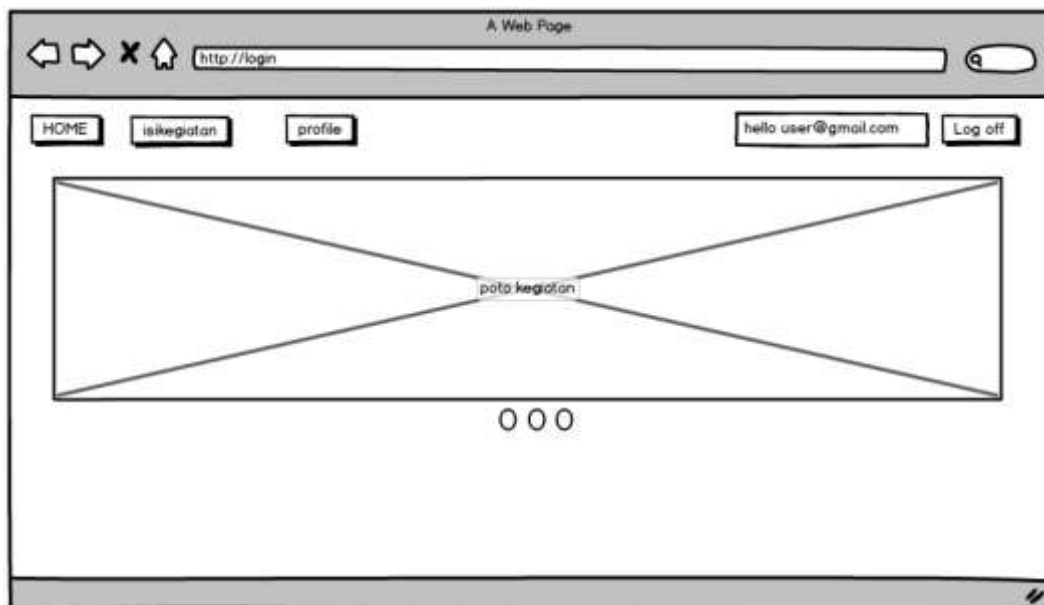 A Web Page
http://login
HOME isikegiatan profile hello user@gmail.com Log off
poto kegiatan
O O O